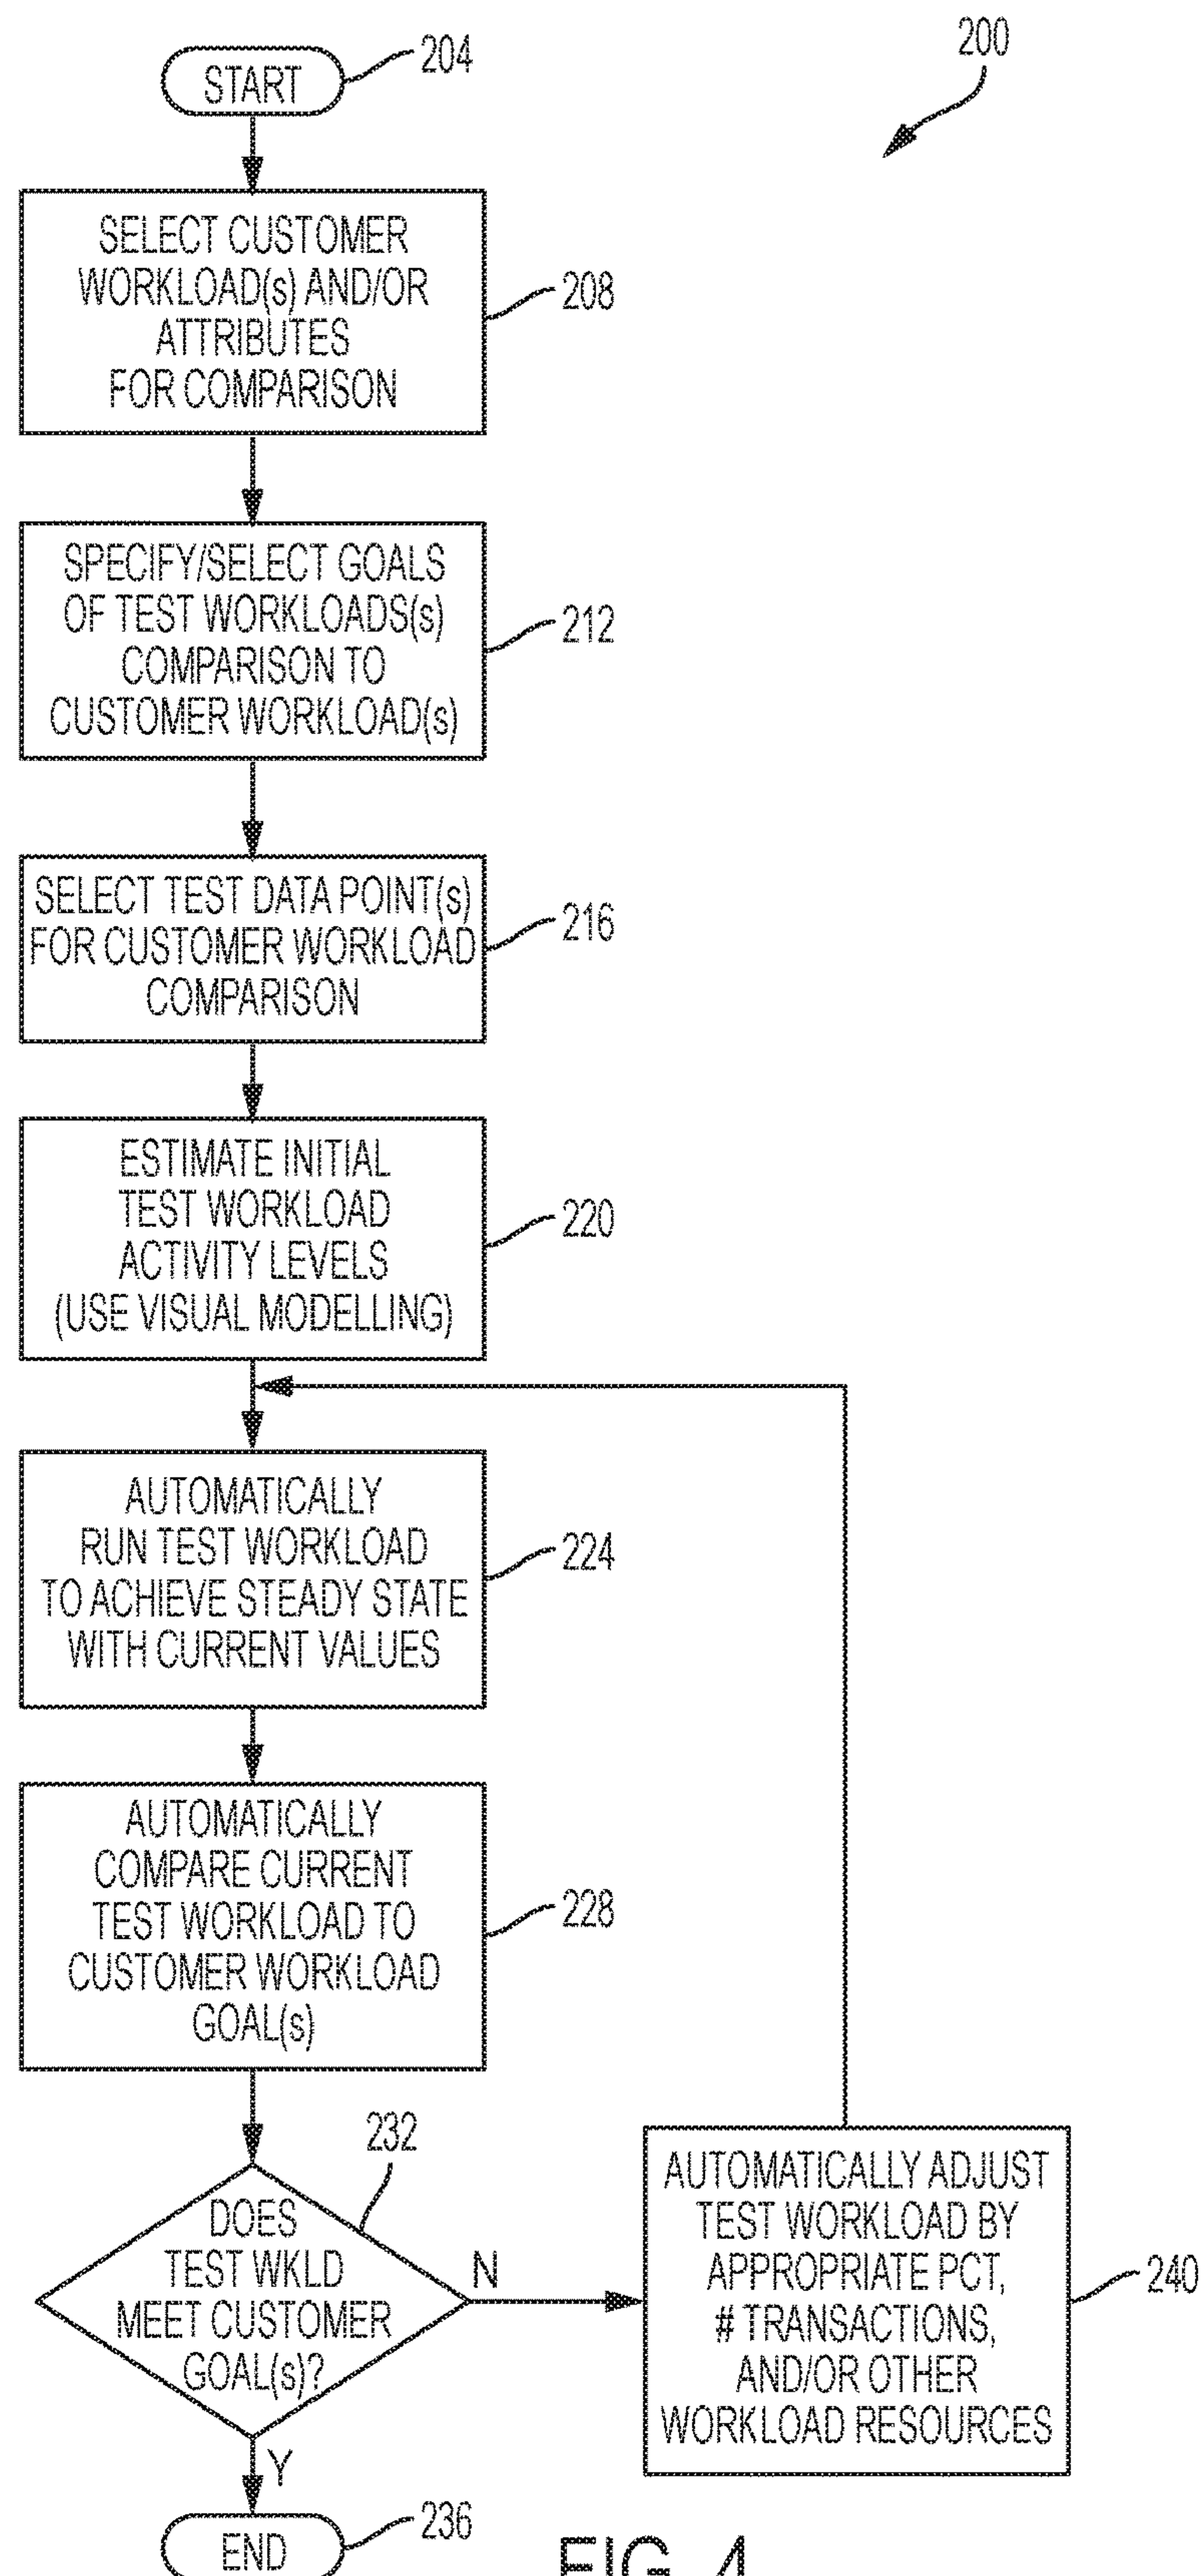 200
START
204
SELECT CUSTOMER
WORKLOAD(s) AND/OR
ATTRIBUTES
FOR COMPARISON
208
SPECIFY/SELECT GOALS
OF TEST WORKLOADS(s)
COMPARISON TO
CUSTOMER WORKLOAD(s)
212
SELECT TEST DATA POINT(s)
FOR CUSTOMER WORKLOAD
COMPARISON
216
ESTIMATE INITIAL
TEST WORKLOAD
ACTIVITY LEVELS
(USE VISUAL MODELLING)
220
AUTOMATICALLY
RUN TEST WORKLOAD
TO ACHIEVE STEADY STATE
WITH CURRENT VALUES
224
AUTOMATICALLY
COMPARE CURRENT
TEST WORKLOAD TO
CUSTOMER WORKLOAD
GOAL(s)
228
232
DOES
TEST WKLD
MEET CUSTOMER
GOAL(s)?
N
Y
AUTOMATICALLY ADJUST
TEST WORKLOAD BY
APPROPRIATE PCT,
# TRANSACTIONS,
AND/OR OTHER
WORKLOAD RESOURCES
240
END
236
FIG. 4